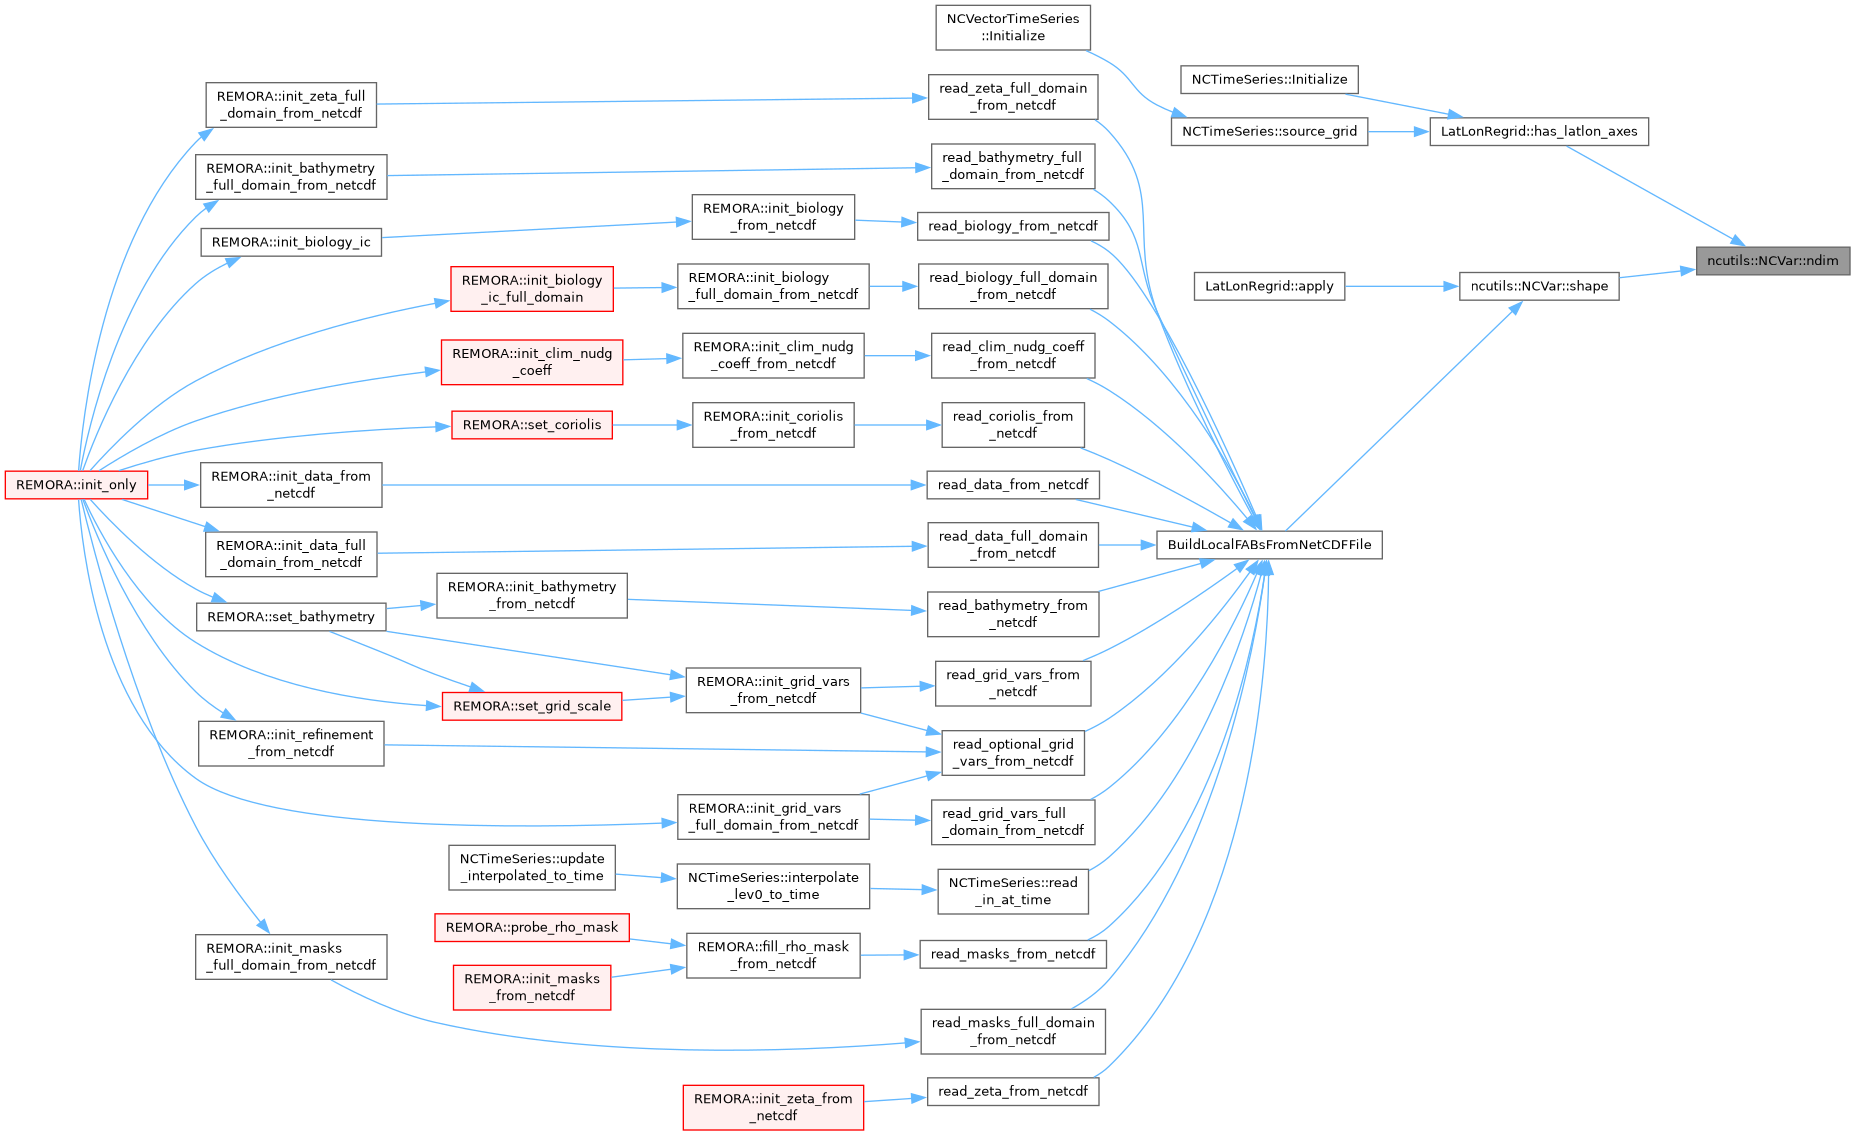 NCVectorTimeSeries
::Initialize
NCTimeSeries::Initialize
REMORA::init_zeta_full
_domain_from_netcdf
read_zeta_full_domain
_from_netcdf
NCTimeSeries::source_grid
LatLonRegrid::has_latlon_axes
REMORA::init_bathymetry
_full_domain_from_netcdf
read_bathymetry_full
_domain_from_netcdf
REMORA::init_biology
_from_netcdf
read_biology_from_netcdf
REMORA::init_biology_ic
ncutils::NCVar::ndim
REMORA::init_biology
_ic_full_domain
REMORA::init_biology
_full_domain_from_netcdf
read_biology_full_domain
_from_netcdf
LatLonRegrid::apply
ncutils::NCVar::shape
REMORA::init_clim_nudg
_coeff
REMORA::init_clim_nudg
_coeff_from_netcdf
read_clim_nudg_coeff
_from_netcdf
REMORA::set_coriolis
REMORA::init_coriolis
_from_netcdf
read_coriolis_from
_netcdf
REMORA::init_only
REMORA::init_data_from
_netcdf
read_data_from_netcdf
REMORA::init_data_full
_domain_from_netcdf
read_data_full_domain
_from_netcdf
BuildLocalFABsFromNetCDFFile
REMORA::set_bathymetry
REMORA::init_bathymetry
_from_netcdf
read_bathymetry_from
_netcdf
REMORA::set_grid_scale
REMORA::init_grid_vars
_from_netcdf
read_grid_vars_from
_netcdf
REMORA::init_refinement
_from_netcdf
read_optional_grid
_vars_from_netcdf
REMORA::init_grid_vars
_full_domain_from_netcdf
read_grid_vars_full
_domain_from_netcdf
NCTimeSeries::update
_interpolated_to_time
NCTimeSeries::interpolate
_lev0_to_time
NCTimeSeries::read
_in_at_time
REMORA::probe_rho_mask
REMORA::init_masks
_full_domain_from_netcdf
REMORA::init_masks
_from_netcdf
REMORA::fill_rho_mask
_from_netcdf
read_masks_from_netcdf
read_masks_full_domain
_from_netcdf
REMORA::init_zeta_from
_netcdf
read_zeta_from_netcdf